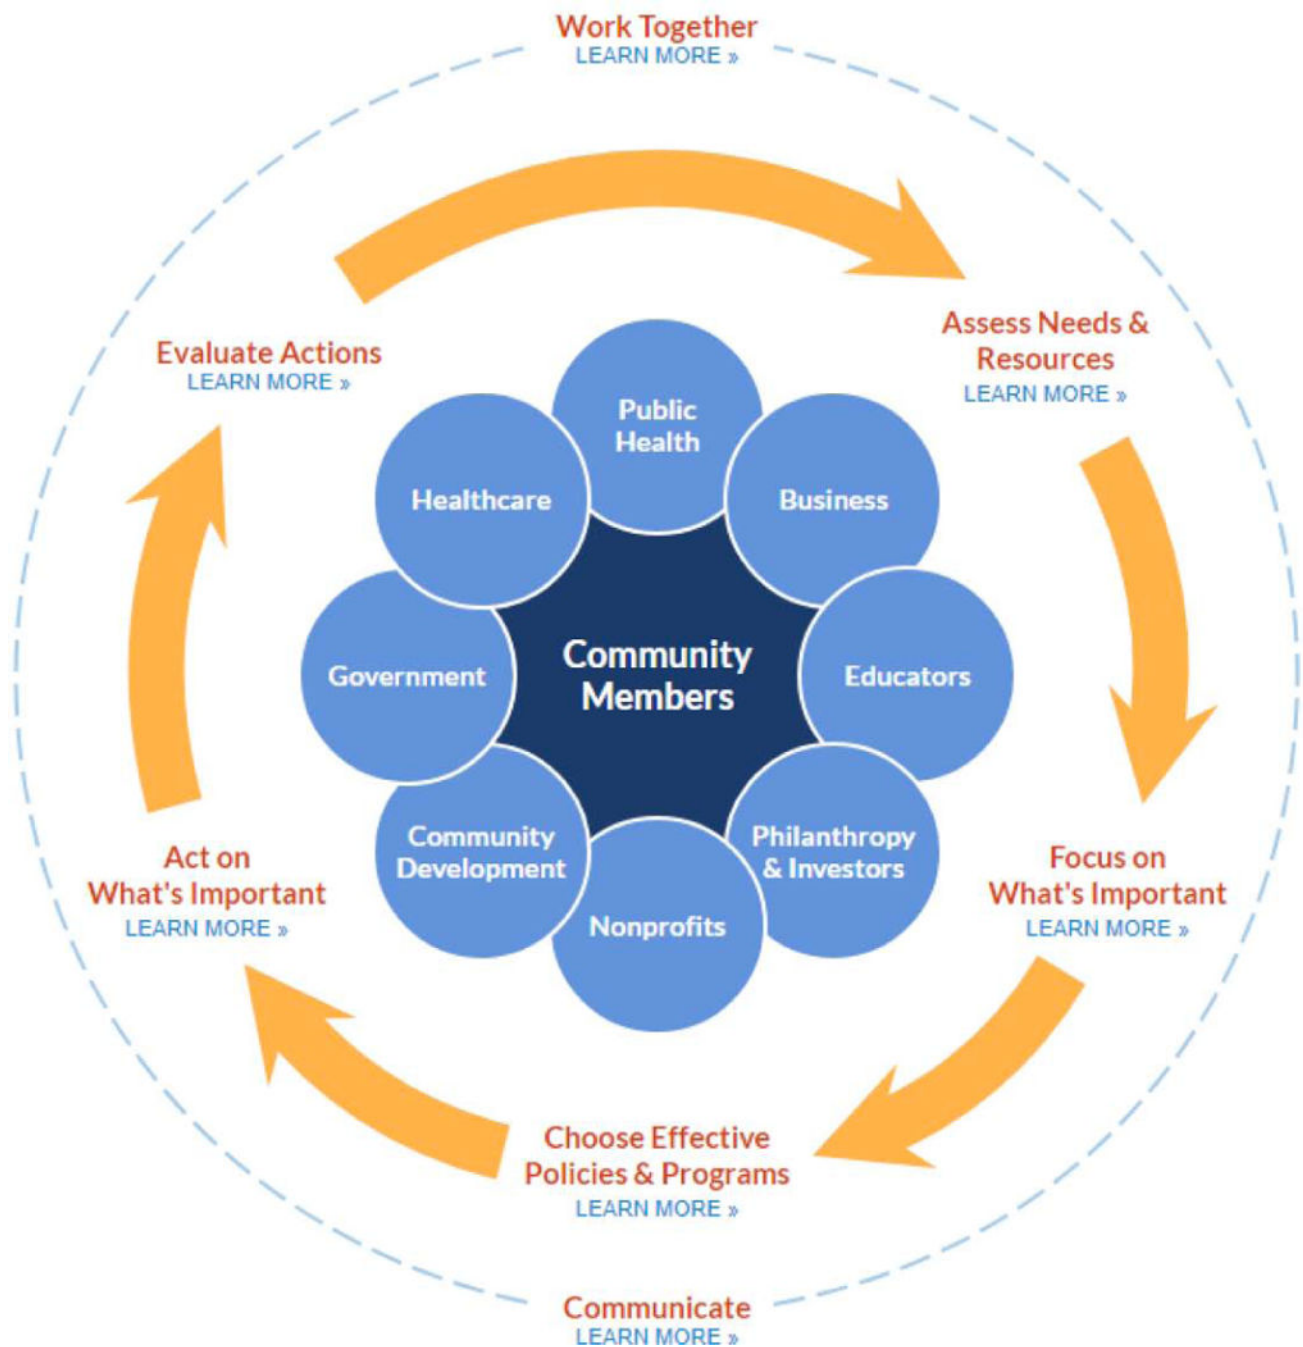 Work Together
LEARN MORE »
Assess Needs &
Resources
LEARN MORE »
Focus on
What's Important
LEARN MORE »
Choose Effective
Policies & Programs
LEARN MORE »
Act on
What's Important
LEARN MORE »
Evaluate Actions
LEARN MORE »
Communicate
LEARN MORE »
Public
Health
Business
Educators
Philanthropy
& Investors
Nonprofits
Community
Development
Government
Healthcare
Community
Members